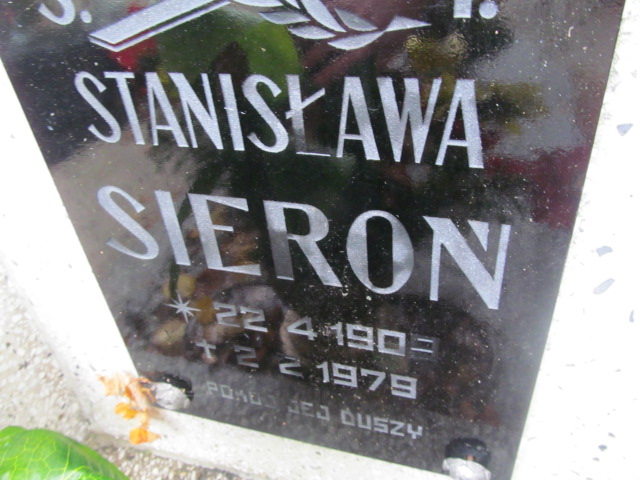 Ś. P.
STANISŁAWA
SIEROŃ
* 22 4
† 2 2 1979
POKÓJ JEJ DUSZY